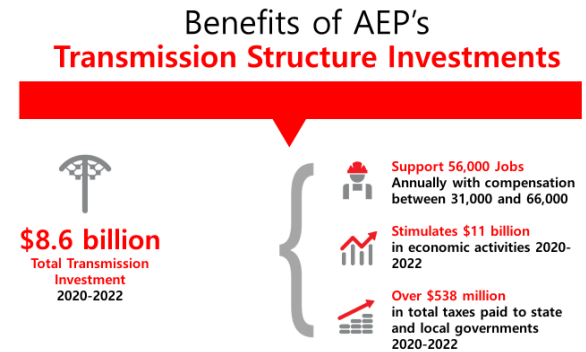 Benefits of AEP's
Transmission Structure Investments
$8.6 billion
Total Transmission
Investment
2020-2022
Support 56,000 Jobs
Annually with compensation
between 31,000 and 66,000
Stimulates $11 billion
in economic activities 2020-
2022
Over $538 million
in total taxes paid to state
and local governments
2020-2022